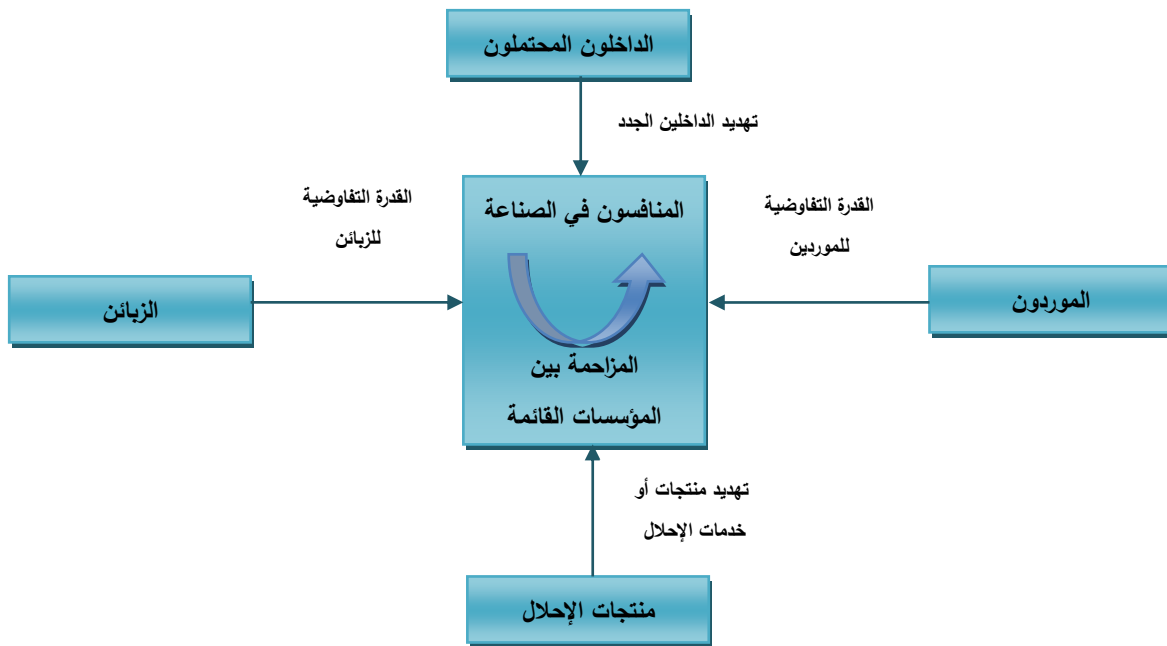 الداخلون المحتملون
تهديد الداخلين الجدد
القدرة التفاوضية
للموردين
المنافسون في الصناعة
القدرة التفاوضية
للزبائن
الموردون
الزبائن
المزاحمة بين
المؤسسات القائمة
تهديد منتجات أو
خدمات الإحلال
منتجات الإحلال